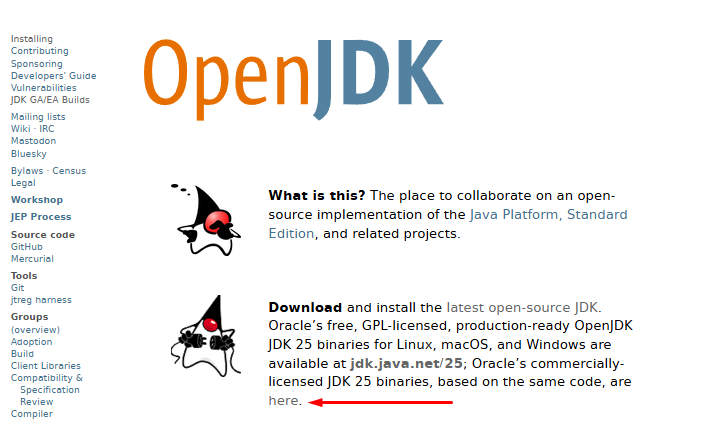 Installing
Contributing
Sponsoring
Developers' Guide
Vulnerabilities
JDK GA/EA Builds
Mailing lists
Wiki · IRC
Mastodon
Bluesky
Bylaws · Census
Legal
Workshop
JEP Process
Source code
GitHub
Mercurial
Tools
Git
jtreg harness
Groups
(overview)
Adoption
Build
Client Libraries
Compatibility &
Specification
Review
Compiler
OpenJDK
What is this? The place to collaborate on an open-
source implementation of the Java Platform, Standard
Edition, and related projects.
Download and install the latest open-source JDK.
Oracle’s free, GPL-licensed, production-ready OpenJDK
JDK 25 binaries for Linux, macOS, and Windows are
available at jdk.java.net/25; Oracle’s commercially-
licensed JDK 25 binaries, based on the same code, are
here.